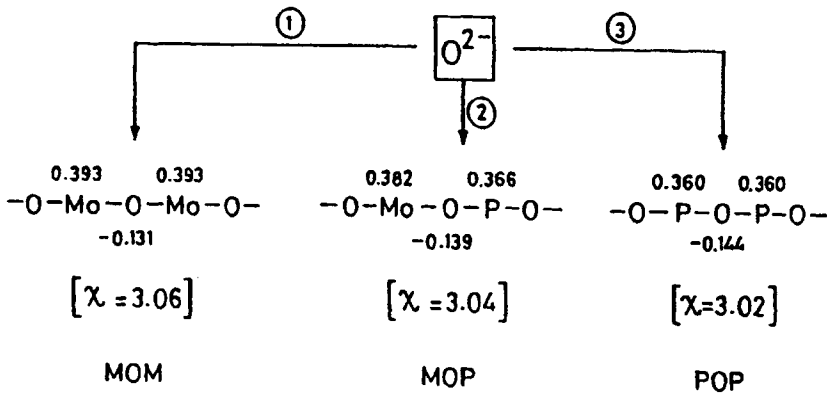 ① O²⁻ ③
②
0.393 0.393 0.382 0.366 0.360 0.360
-O-Mo-O-Mo-O- -O-Mo-O-P-O- -O-P-O-P-O-
-0.131 -0.139 -0.144
[χ =3.06] [χ =3.04] [χ=3.02]
MOM MOP POP